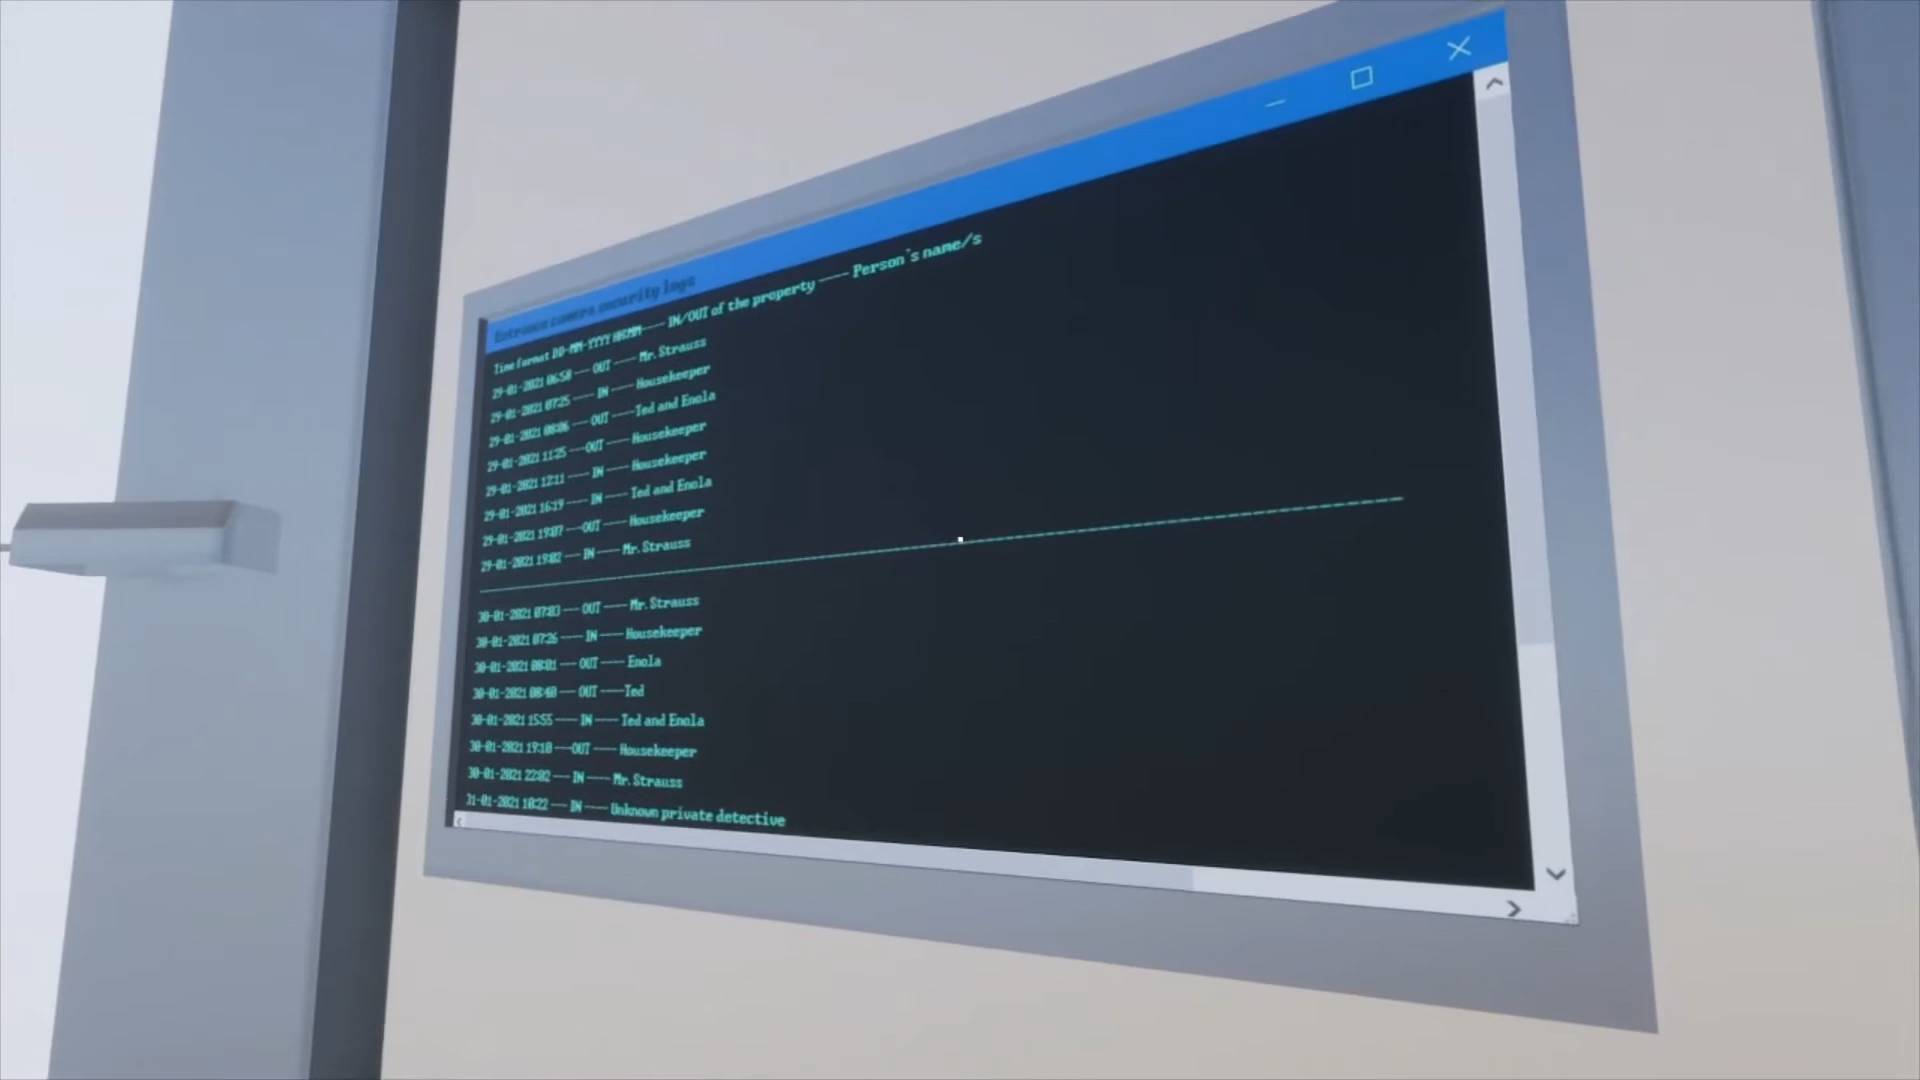 Entrance camera security logs
Time format DD-MM-YYYY HH:MM---- IN/OUT of the property ---- Person's name/s
29-01-2021 06:50 --- OUT ---- Mr. Strauss
29-01-2021 07:25 ---- IN ---- Housekeeper
29-01-2021 08:06 --- OUT ----Ted and Enola
29-01-2021 11:25 ---OUT ---- Housekeeper
29-01-2021 12:11 ---- IN ---- Housekeeper
29-01-2021 16:19 ---- IN ---- Ted and Enola
29-01-2021 19:07 ---OUT ---- Housekeeper
29-01-2021 19:02 --- IN ---- Mr. Strauss
30-01-2021 07:03 --- OUT ---- Mr. Strauss
30-01-2021 07:26 ---- IN ---- Housekeeper
30-01-2021 08:01 --- OUT ---- Enola
30-01-2021 08:40 --- OUT ----Ted
30-01-2021 15:55 ---- IN ---- Ted and Enola
30-01-2021 19:10 ---OUT ---- Housekeeper
30-01-2021 22:02 --- IN ---- Mr. Strauss
31-01-2021 10:22 --- IN ---- Unknown private detective